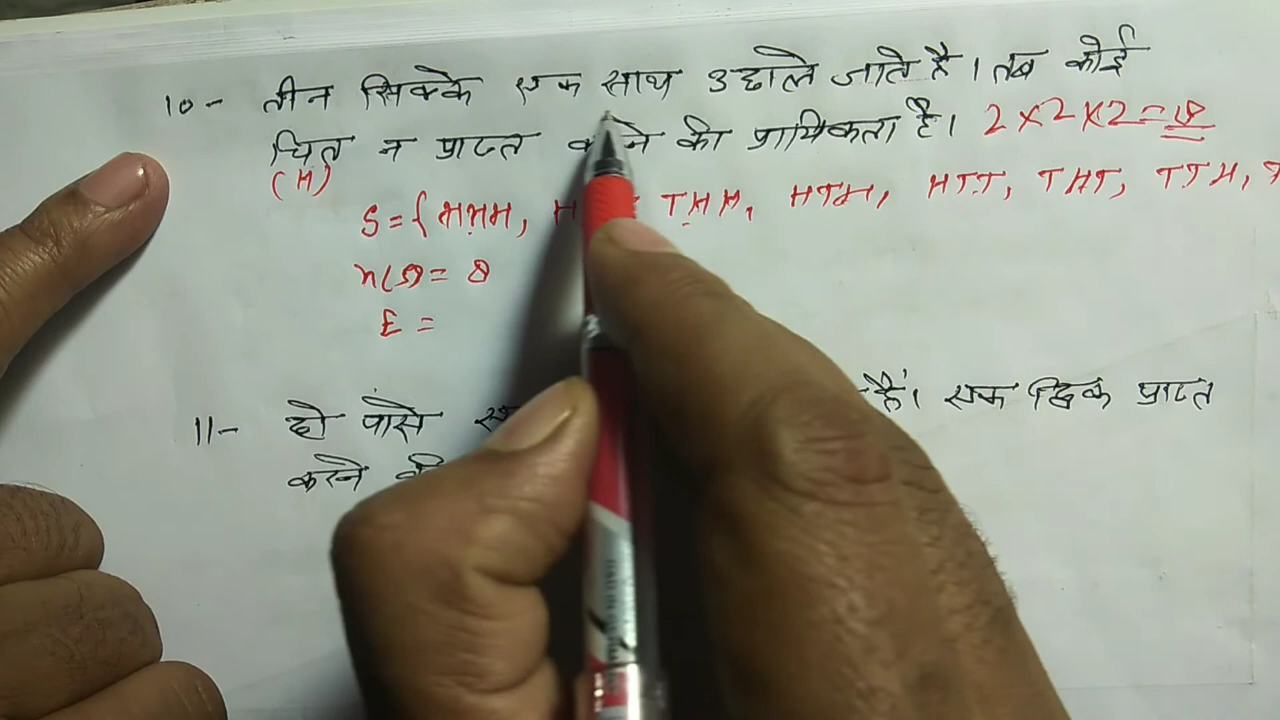 10- तीन सिक्के एक साथ उछाले जाते है। तब कोई
चित न प्राप्त करने की प्रायिकता है। 2×2×2=8
(H)
S={HHH, THH, HTH, HTT, THT, TTH,
n(S)= 8
E =
11- दो पांसे हैं। एक द्विक प्राप्त
करने की